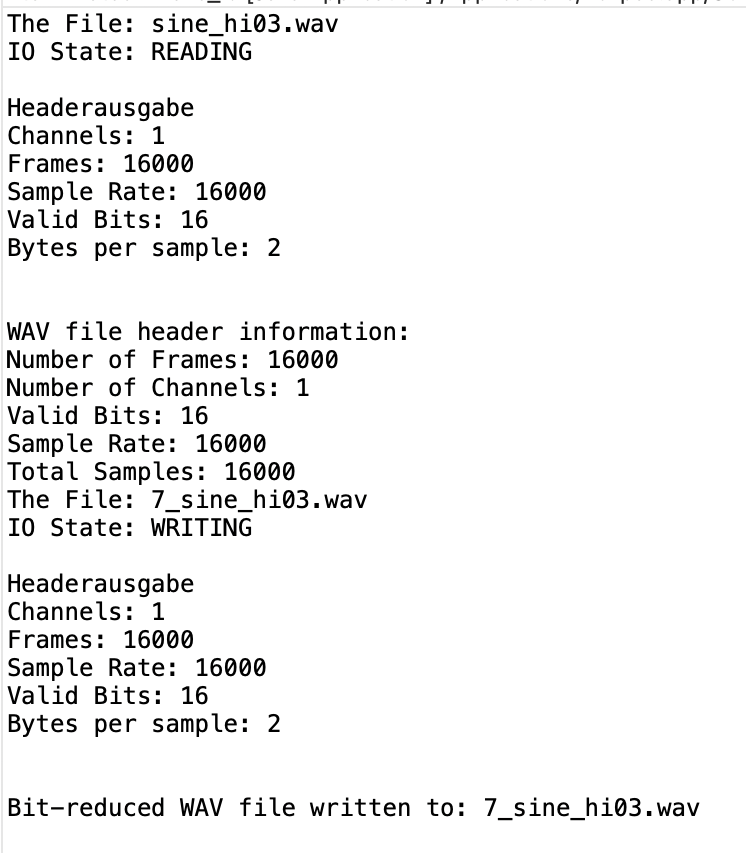 The File: sine_hi03.wav
IO State: READING
Headerausgabe
Channels: 1
Frames: 16000
Sample Rate: 16000
Valid Bits: 16
Bytes per sample: 2
WAV file header information:
Number of Frames: 16000
Number of Channels: 1
Valid Bits: 16
Sample Rate: 16000
Total Samples: 16000
The File: 7_sine_hi03.wav
IO State: WRITING
Headerausgabe
Channels: 1
Frames: 16000
Sample Rate: 16000
Valid Bits: 16
Bytes per sample: 2
Bit-reduced WAV file written to: 7_sine_hi03.wav